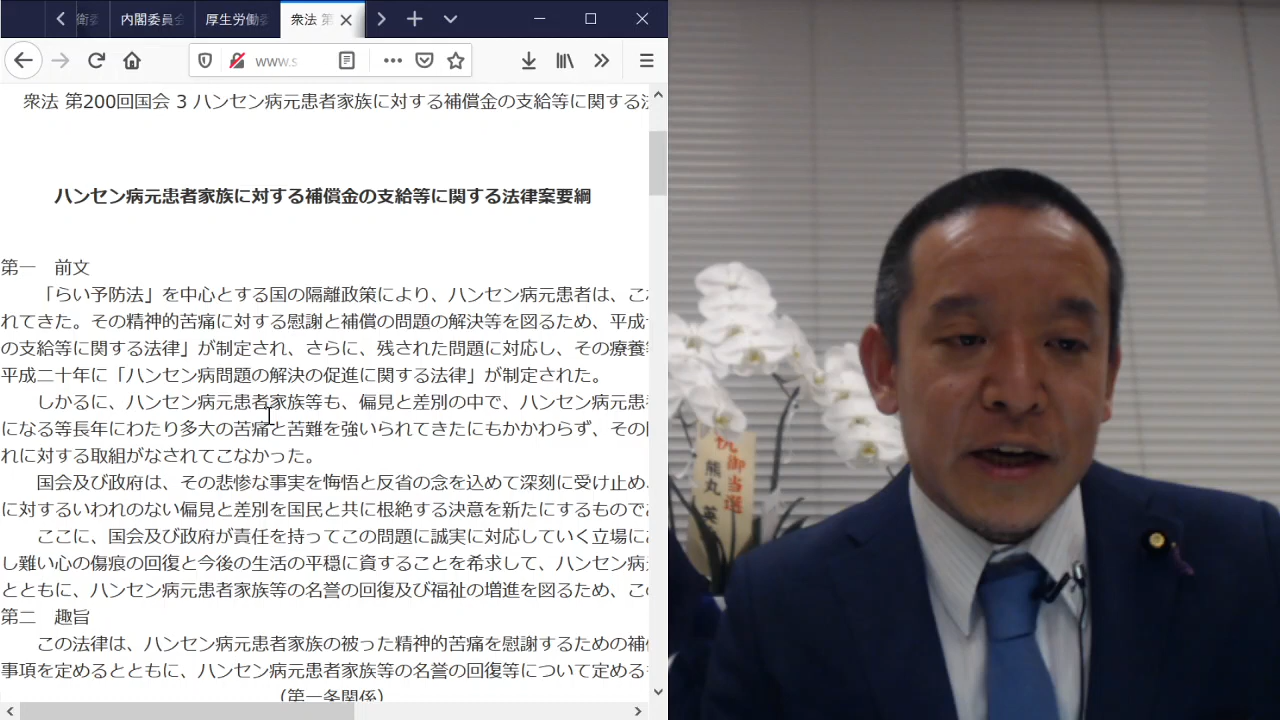 内閣委員会
厚生労働委
衆法 第
www.s
衆法 第200回国会 3 ハンセン病元患者家族に対する補償金の支給等に関する法
ハンセン病元患者家族に対する補償金の支給等に関する法律案要綱
第一 前文
「らい予防法」を中心とする国の隔離政策により、ハンセン病元患者は、これ
れてきた。その精神的苦痛に対する慰謝と補償の問題の解決等を図るため、平成十
の支給等に関する法律」が制定され、さらに、残された問題に対応し、その療養等
平成二十年に「ハンセン病問題の解決の促進に関する法律」が制定された。
しかるに、ハンセン病元患者家族等も、偏見と差別の中で、ハンセン病元患者
になる等長年にわたり多大の苦痛と苦難を強いられてきたにもかかわらず、その
れに対する取組がなされてこなかった。
国会及び政府は、その悲惨な事実を悔悟と反省の念を込めて深刻に受け止め、
に対するいわれのない偏見と差別を国民と共に根絶する決意を新たにするもので
ここに、国会及び政府が責任を持ってこの問題に誠実に対応していく立場に
し難い心の傷痕の回復と今後の生活の平穏に資することを希求して、ハンセン病
とともに、ハンセン病元患者家族等の名誉の回復及び福祉の増進を図るため、こ
第二 趣旨
この法律は、ハンセン病元患者家族の被った精神的苦痛を慰謝するための補
事項を定めるとともに、ハンセン病元患者家族等の名誉の回復等について定める
(第一条関係)
祝御当選
熊丸 英